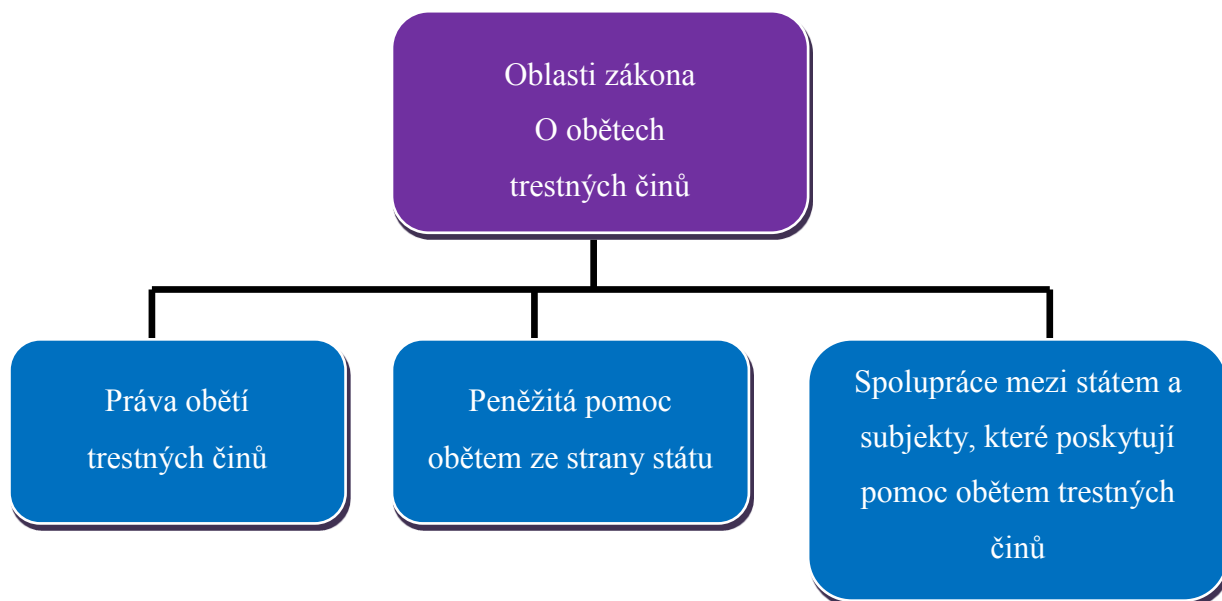 Oblasti zákona
O obětech
trestných činů
Práva obětí
trestných činů
Peněžitá pomoc
obětem ze strany státu
Spolupráce mezi státem a
subjekty, které poskytují
pomoc obětem trestných
činů